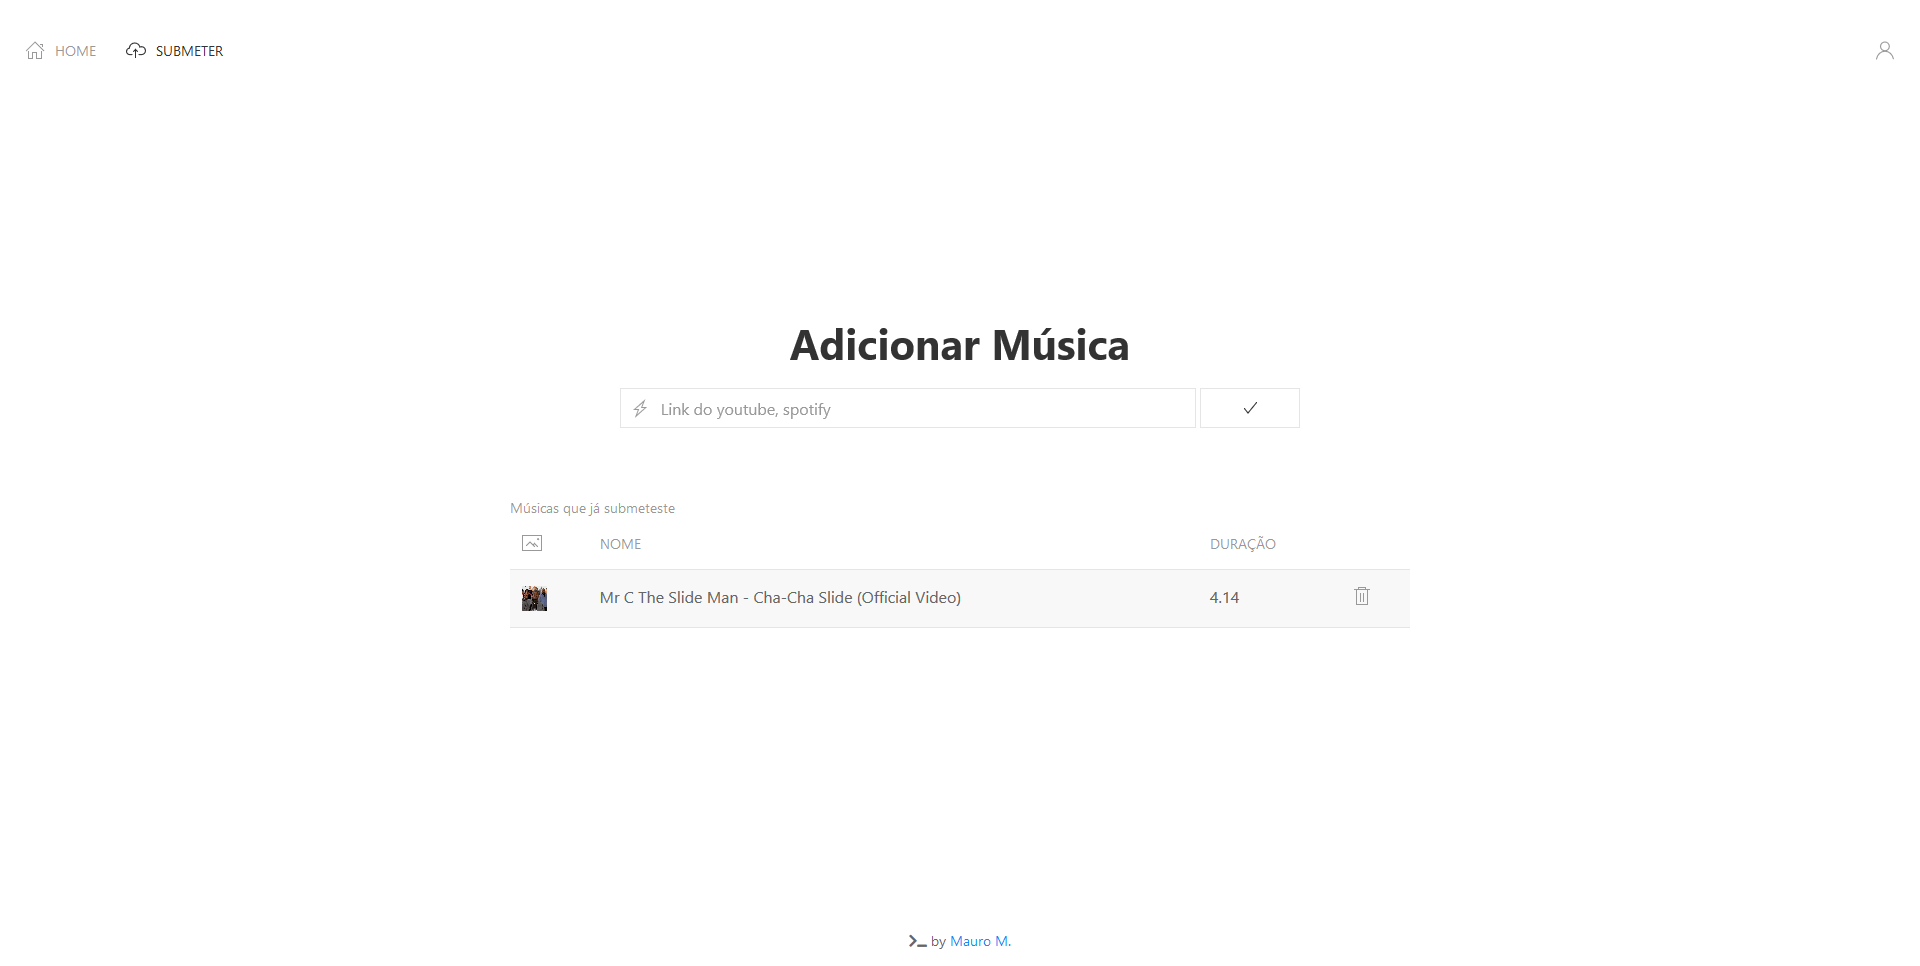 HOME SUBMETER
Adicionar Música
Link do youtube, spotify
Músicas que já submeteste
NOME DURAÇÃO
Mr C The Slide Man - Cha-Cha Slide (Official Video) 4.14
by Mauro M.